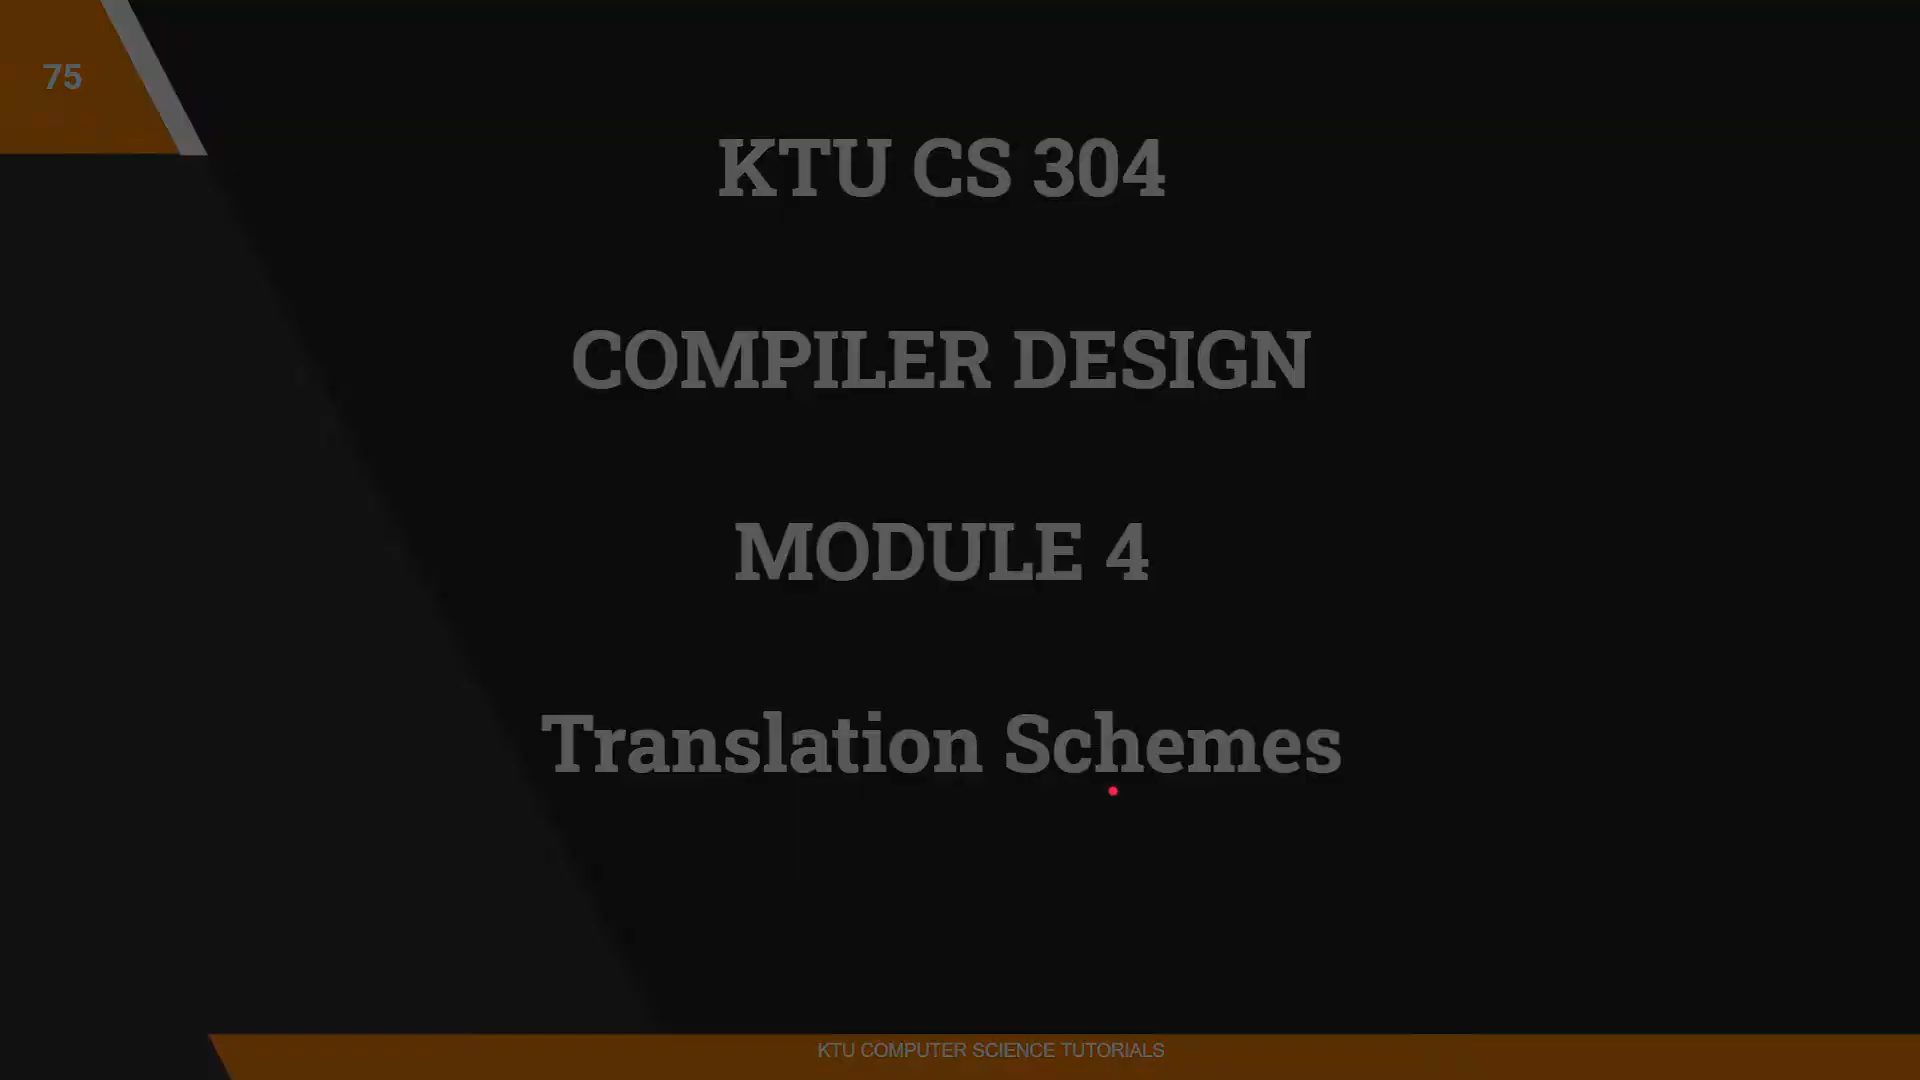 75
KTU CS 304
COMPILER DESIGN
MODULE 4
Translation Schemes
KTU COMPUTER SCIENCE TUTORIALS